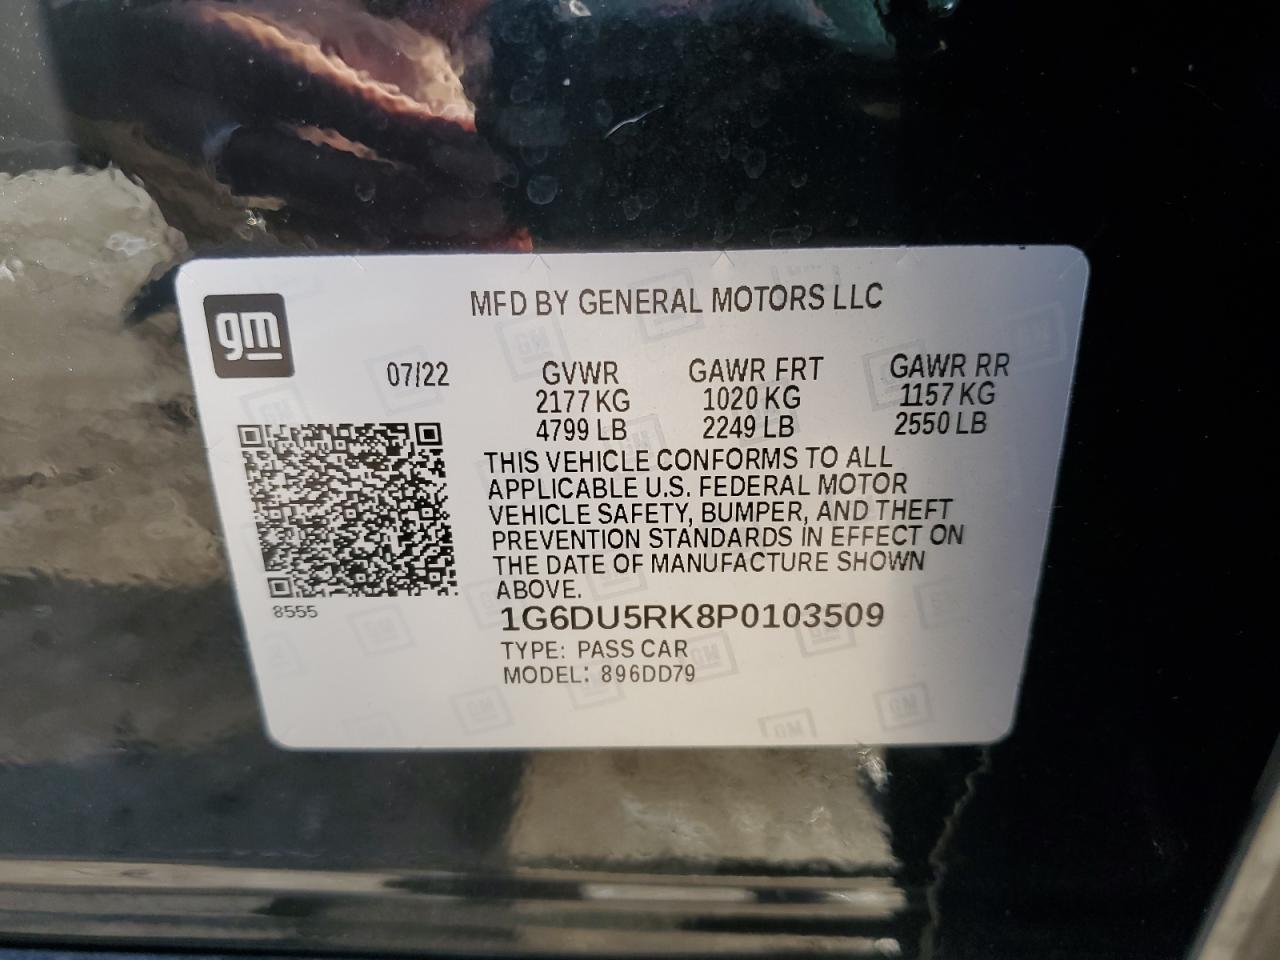 gm
MFD BY GENERAL MOTORS LLC
07/22 GVWR GAWR FRT GAWR RR
2177 KG 1020 KG 1157 KG
4799 LB 2249 LB 2550 LB
THIS VEHICLE CONFORMS TO ALL
APPLICABLE U.S. FEDERAL MOTOR
VEHICLE SAFETY, BUMPER, AND THEFT
PREVENTION STANDARDS IN EFFECT ON
THE DATE OF MANUFACTURE SHOWN
ABOVE.
8555
1G6DU5RK8P0103509
TYPE: PASS CAR
MODEL: 896DD79